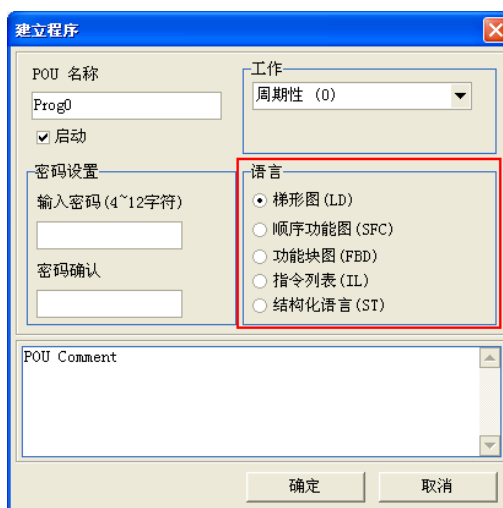 建立程序
POU 名称
Prog0
启动
工作
周期性 (0)
密码设置
输入密码(4~12字符)
密码确认
语言
梯形图(LD)
顺序功能图(SFC)
功能块图(FBD)
指令列表(IL)
结构化语言(ST)
POU Comment
确定
取消